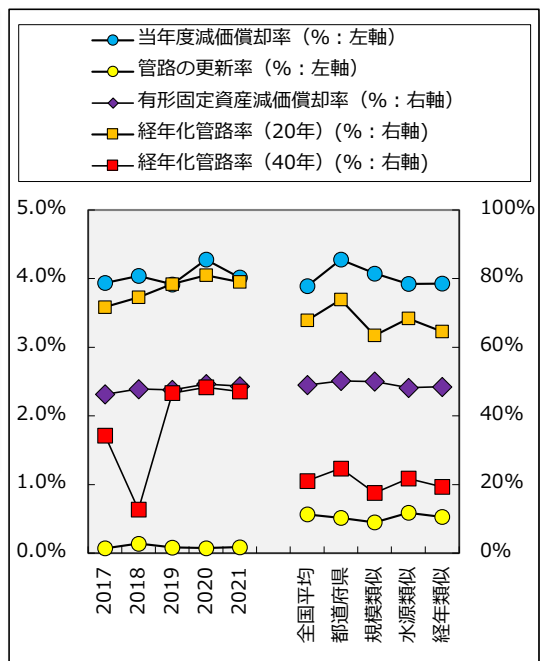 当年度減価償却率（%：左軸）
管路の更新率（%：左軸）
有形固定資産減価償却率（%：右軸）
経年化管路率（20年）(%：右軸)
経年化管路率（40年）(%：右軸)
5.0%
4.0%
3.0%
2.0%
1.0%
0.0%
100%
80%
60%
40%
20%
0%
2017
2018
2019
2020
2021
全国平均
都道府県
規模類似
水源類似
経年類似